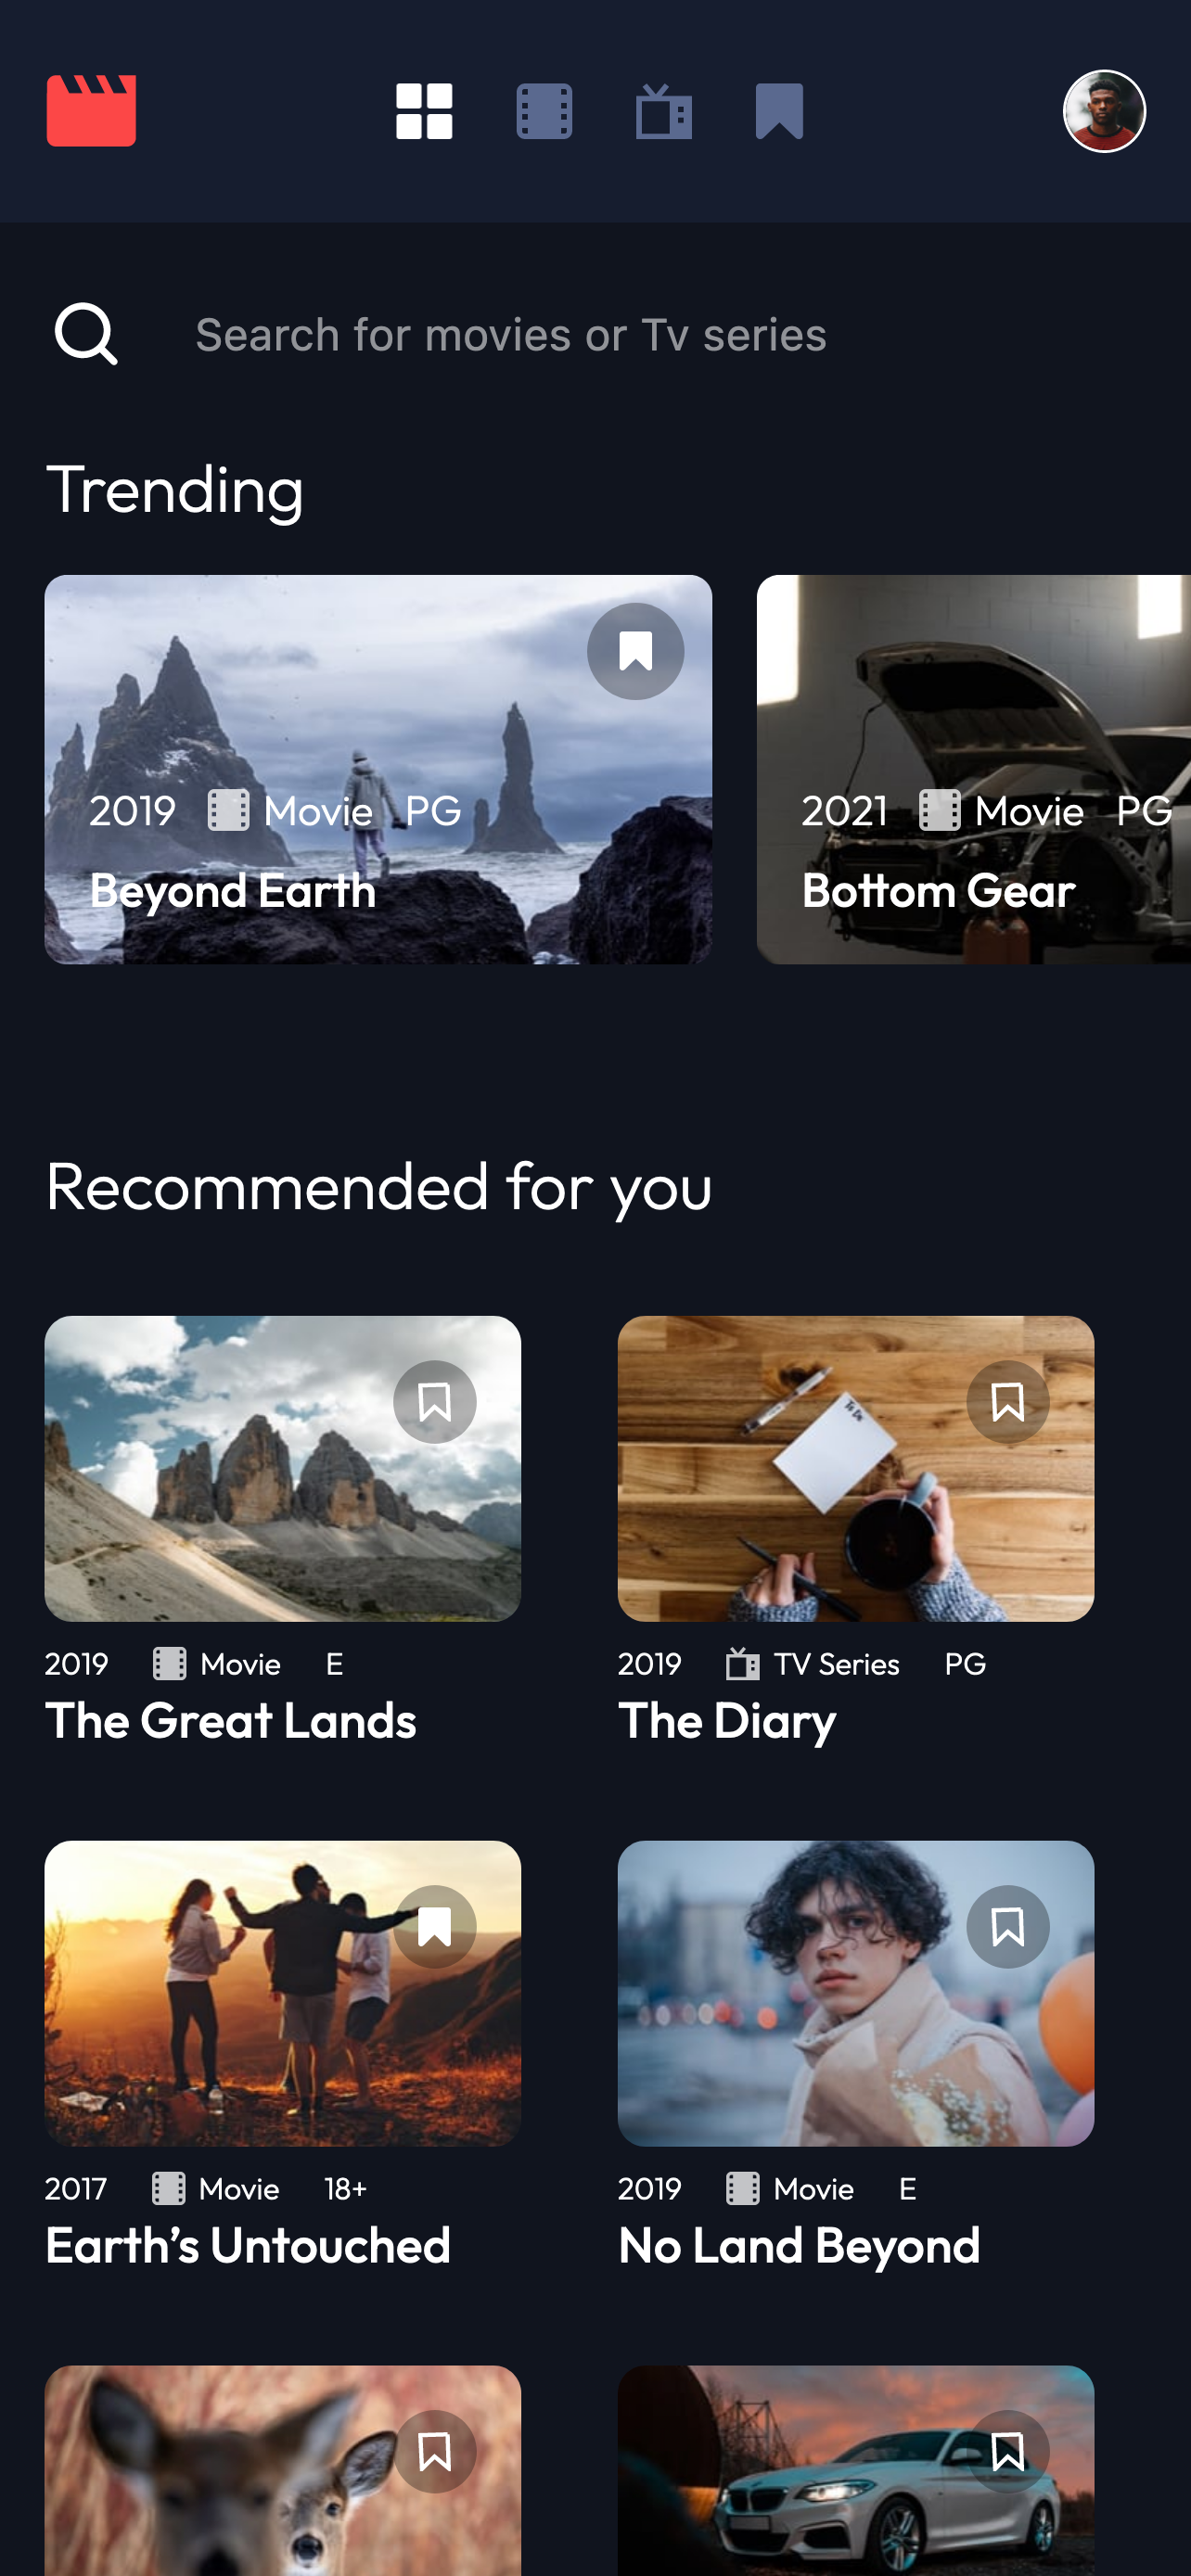 Search for movies or Tv series
Trending
2019 Movie PG
Beyond Earth
2021 Movie PG
Bottom Gear
Recommended for you
To Do
2019 Movie E
The Great Lands
2019 TV Series PG
The Diary
2017 Movie 18+
Earth’s Untouched
2019 Movie E
No Land Beyond